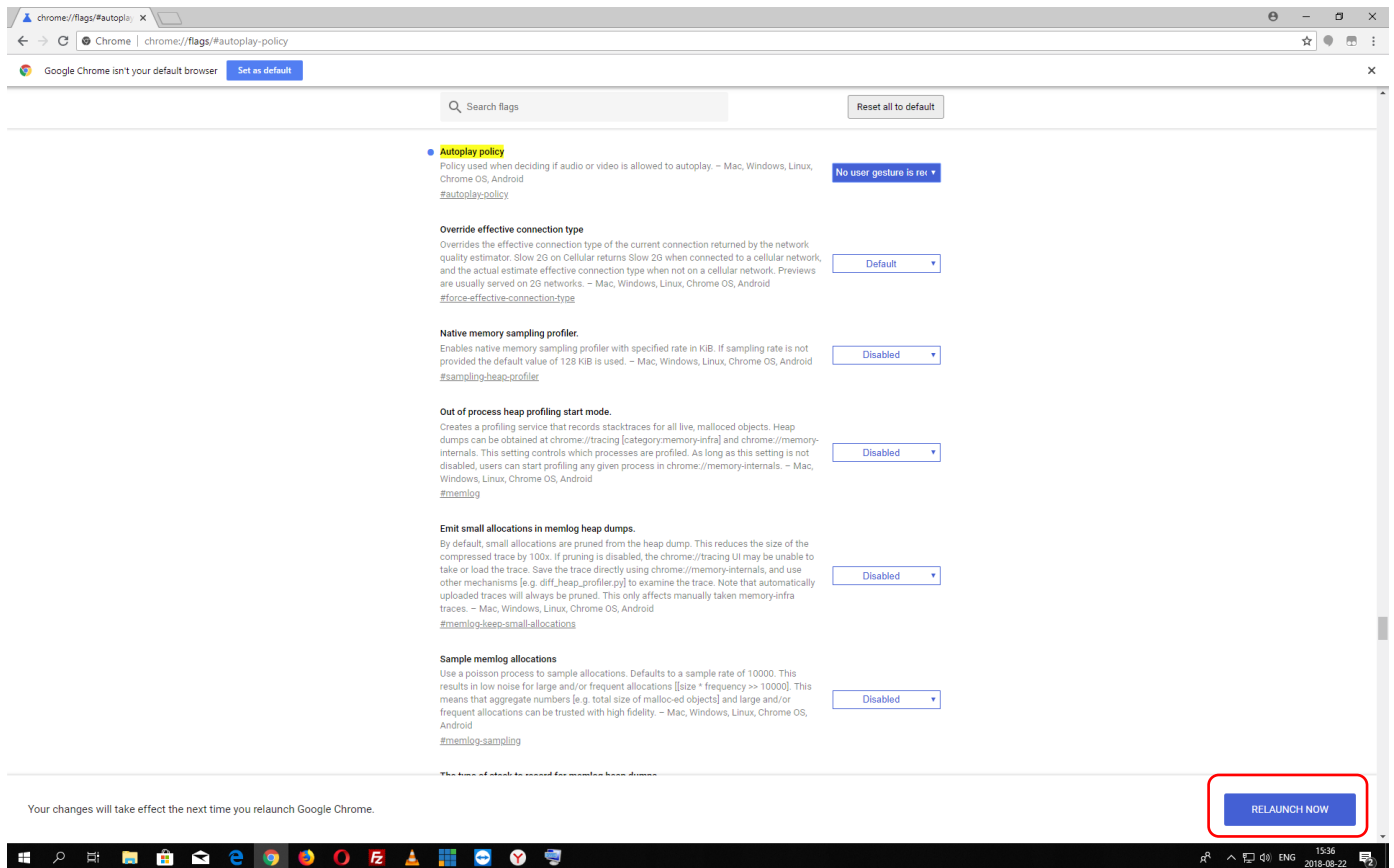 chrome://flags/#autoplay
Chrome | chrome://flags/#autoplay-policy
Google Chrome isn't your default browser Set as default
Search flags Reset all to default
Autoplay policy
Policy used when deciding if audio or video is allowed to autoplay. – Mac, Windows, Linux,
Chrome OS, Android
#autoplay-policy
No user gesture is rec
Override effective connection type
Overrides the effective connection type of the current connection returned by the network
quality estimator. Slow 2G on Cellular returns Slow 2G when connected to a cellular network,
and the actual estimate effective connection type when not on a cellular network. Previews
are usually served on 2G networks. – Mac, Windows, Linux, Chrome OS, Android
#force-effective-connection-type
Default
Native memory sampling profiler.
Enables native memory sampling profiler with specified rate in KiB. If sampling rate is not
provided the default value of 128 KiB is used. – Mac, Windows, Linux, Chrome OS, Android
#sampling-heap-profiler
Disabled
Out of process heap profiling start mode.
Creates a profiling service that records stacktraces for all live, malloced objects. Heap
dumps can be obtained at chrome://tracing [category:memory-infra] and chrome://memory-
internals. This setting controls which processes are profiled. As long as this setting is not
disabled, users can start profiling any given process in chrome://memory-internals. – Mac,
Windows, Linux, Chrome OS, Android
#memlog
Disabled
Emit small allocations in memlog heap dumps.
By default, small allocations are pruned from the heap dump. This reduces the size of the
compressed trace by 100x. If pruning is disabled, the chrome://tracing UI may be unable to
take or load the trace. Save the trace directly using chrome://memory-internals, and use
other mechanisms [e.g. diff_heap_profiler.py] to examine the trace. Note that automatically
uploaded traces will always be pruned. This only affects manually taken memory-infra
traces. – Mac, Windows, Linux, Chrome OS, Android
#memlog-keep-small-allocations
Disabled
Sample memlog allocations
Use a poisson process to sample allocations. Defaults to a sample rate of 10000. This
results in low noise for large and/or frequent allocations [[size * frequency >> 10000]. This
means that aggregate numbers [e.g. total size of malloc-ed objects] and large and/or
frequent allocations can be trusted with high fidelity. – Mac, Windows, Linux, Chrome OS,
Android
#memlog-sampling
Disabled
The type of stack to record for memlog heap dumps
Your changes will take effect the next time you relaunch Google Chrome. RELAUNCH NOW
ENG
15:36
2018-08-22
2